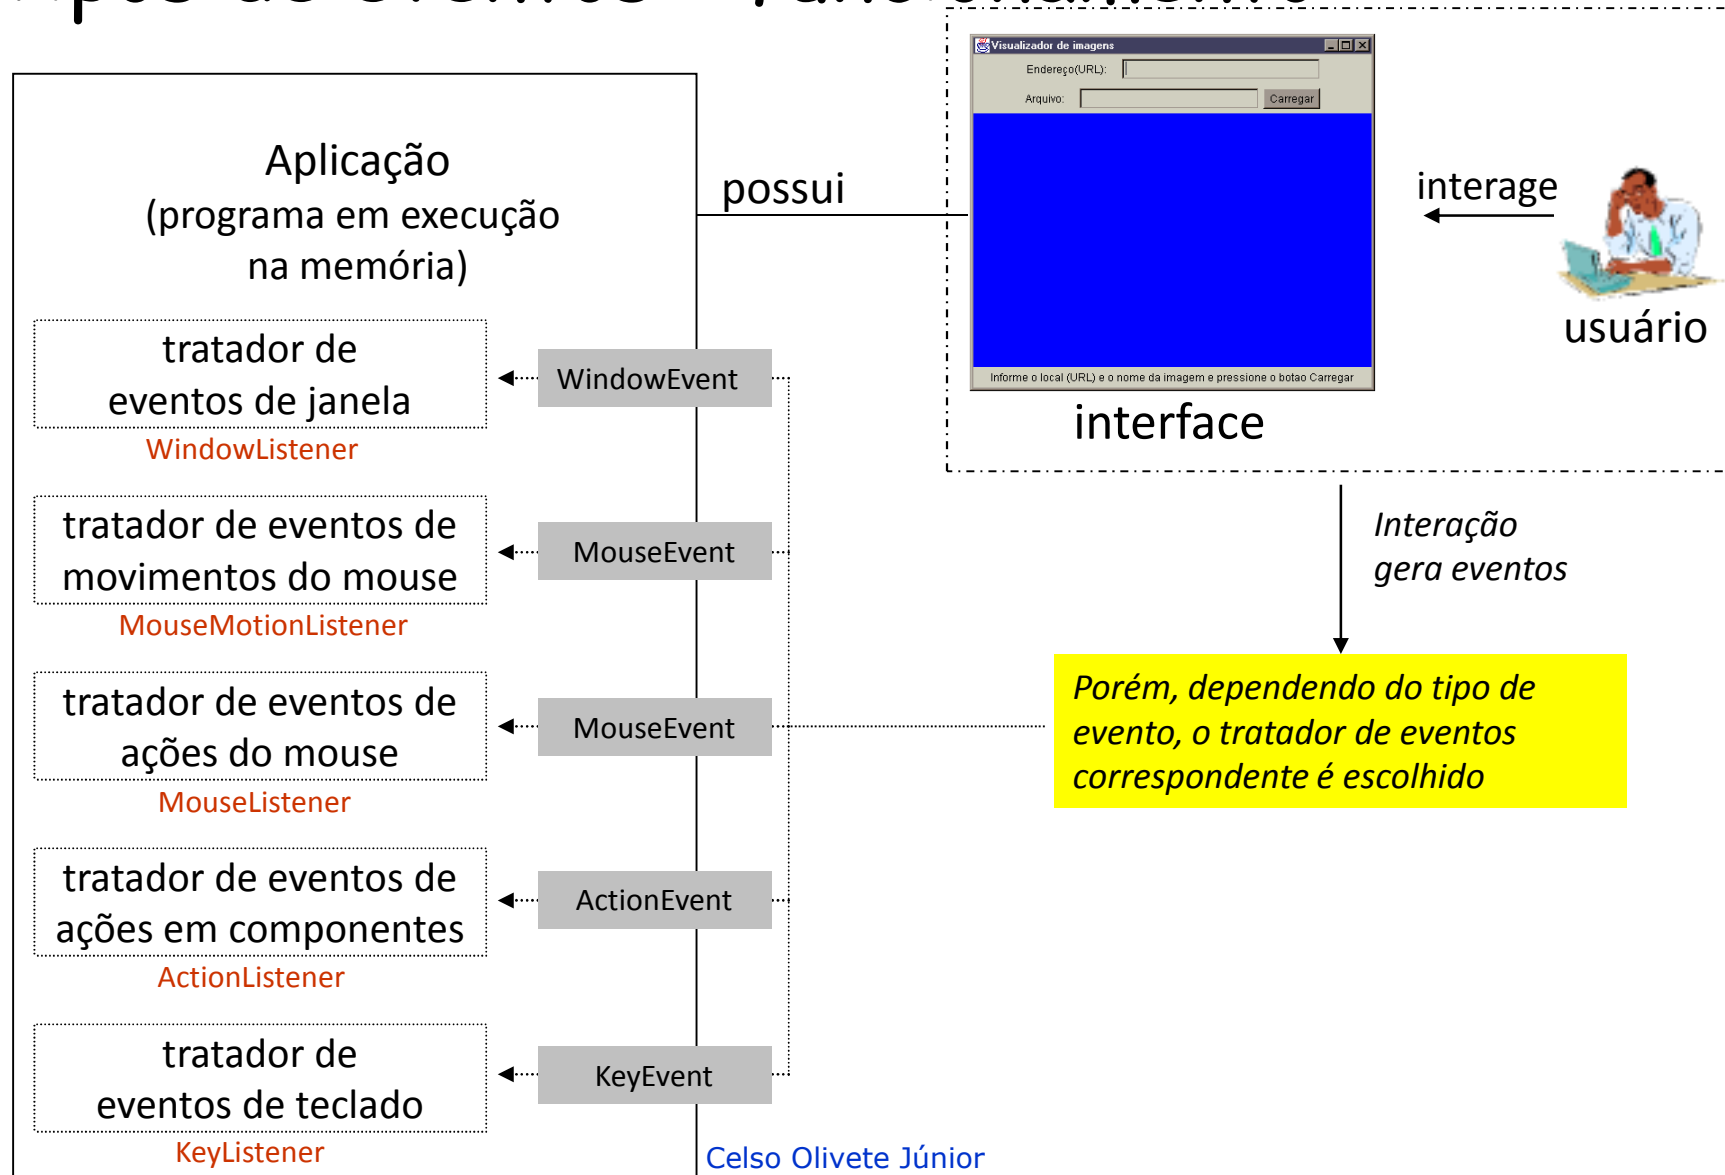 Visualizador de imagens
Endereço(URL):
Arquivo:
Carregar
Informe o local (URL) e o nome da imagem e pressione o botao Carregar
interface
possui
interage
usuário
Aplicação
(programa em execução
na memória)
tratador de
eventos de janela
WindowListener
WindowEvent
tratador de eventos de
movimentos do mouse
MouseMotionListener
MouseEvent
tratador de eventos de
ações do mouse
MouseListener
MouseEvent
tratador de eventos de
ações em componentes
ActionListener
ActionEvent
tratador de
eventos de teclado
KeyListener
KeyEvent
Interação
gera eventos
Porém, dependendo do tipo de
evento, o tratador de eventos
correspondente é escolhido
Celso Olivete Júnior